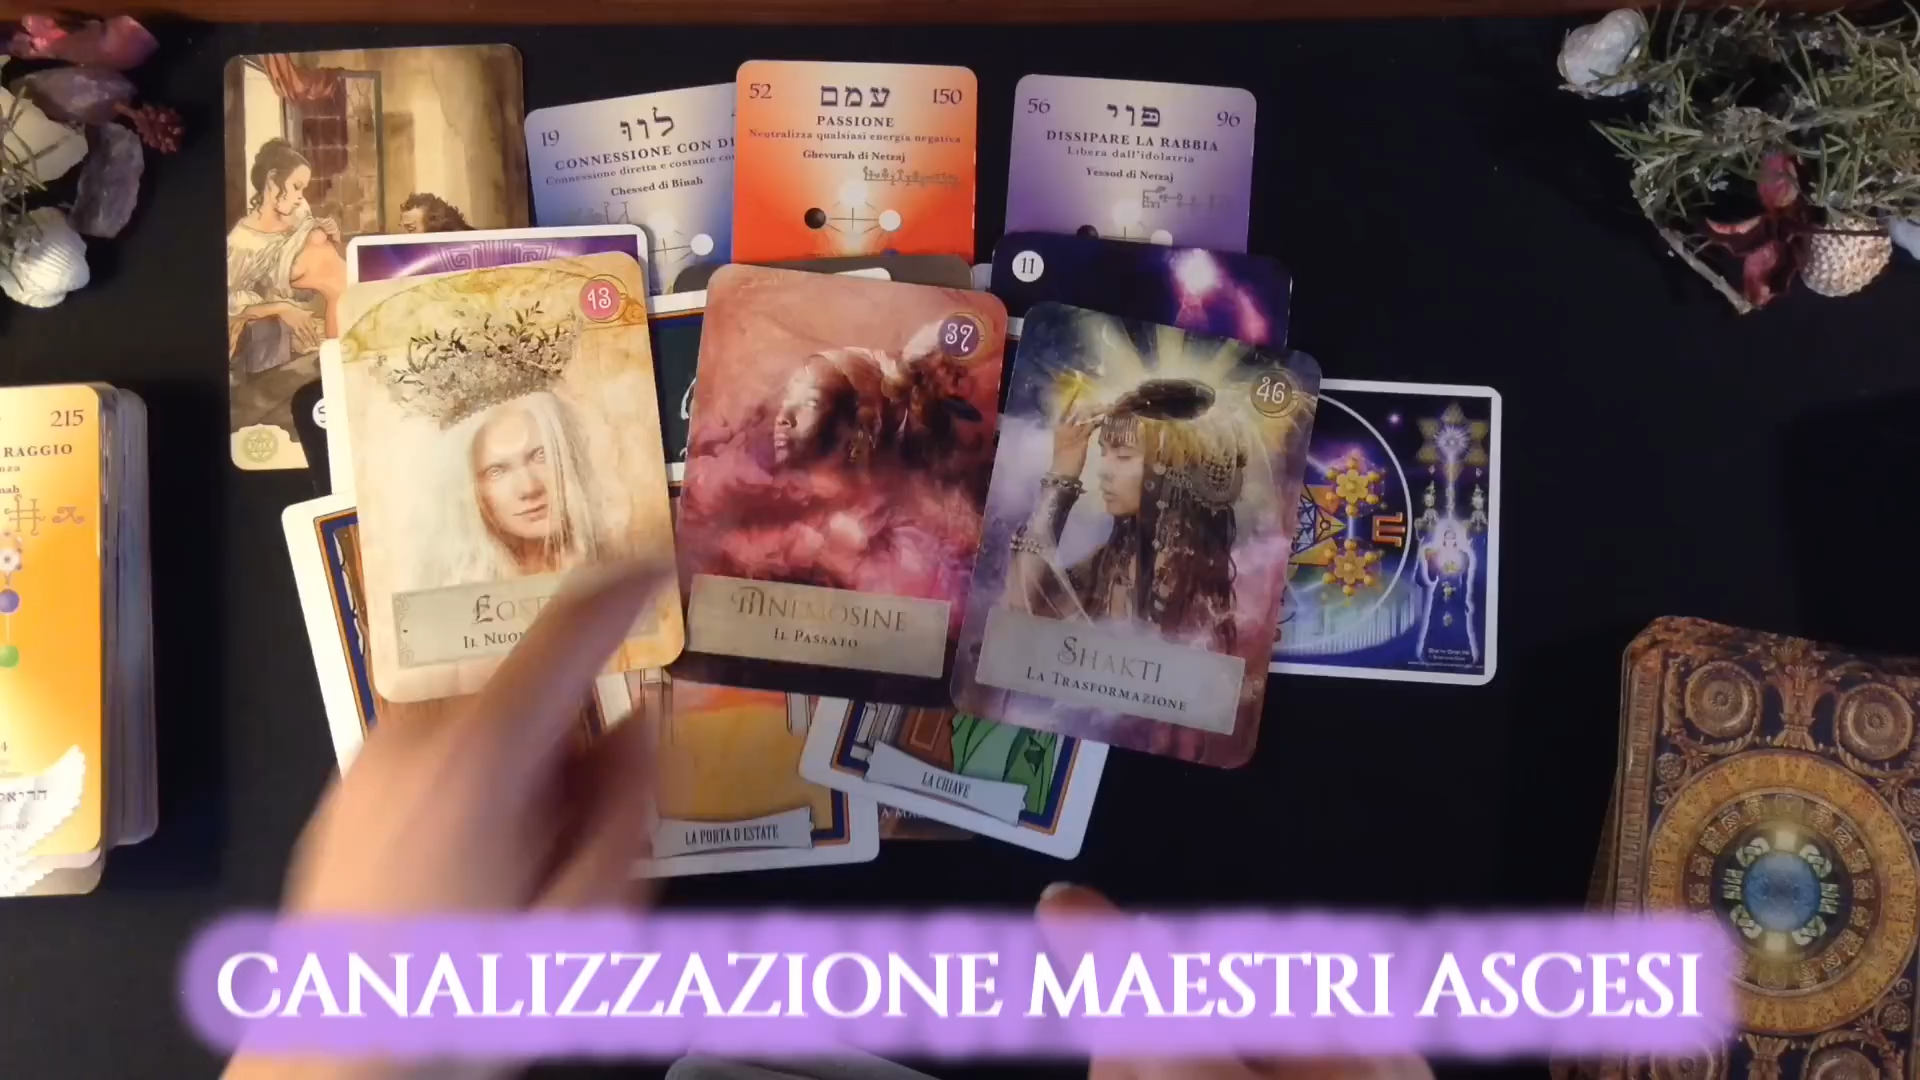 19
לוו
CONNESSIONE CON
Connessione diretta e costante
Chessed di Binah
52
עמם
150
PASSIONE
Neutralizza qualsiasi energia negativa
Ghevurah di Netzaj
56
פוי
96
DISSIPARE LA RABBIA
Libera dall'idolatria
Yessod di Netzaj
11
13
37
46
215
RAGGIO
IL
MNEMOSINE
IL PASSATO
SHAKTI
LA TRASFORMAZIONE
LA PORTA D'ESTATE
LA CHIAVE
CANALIZZAZIONE MAESTRI ASCESI